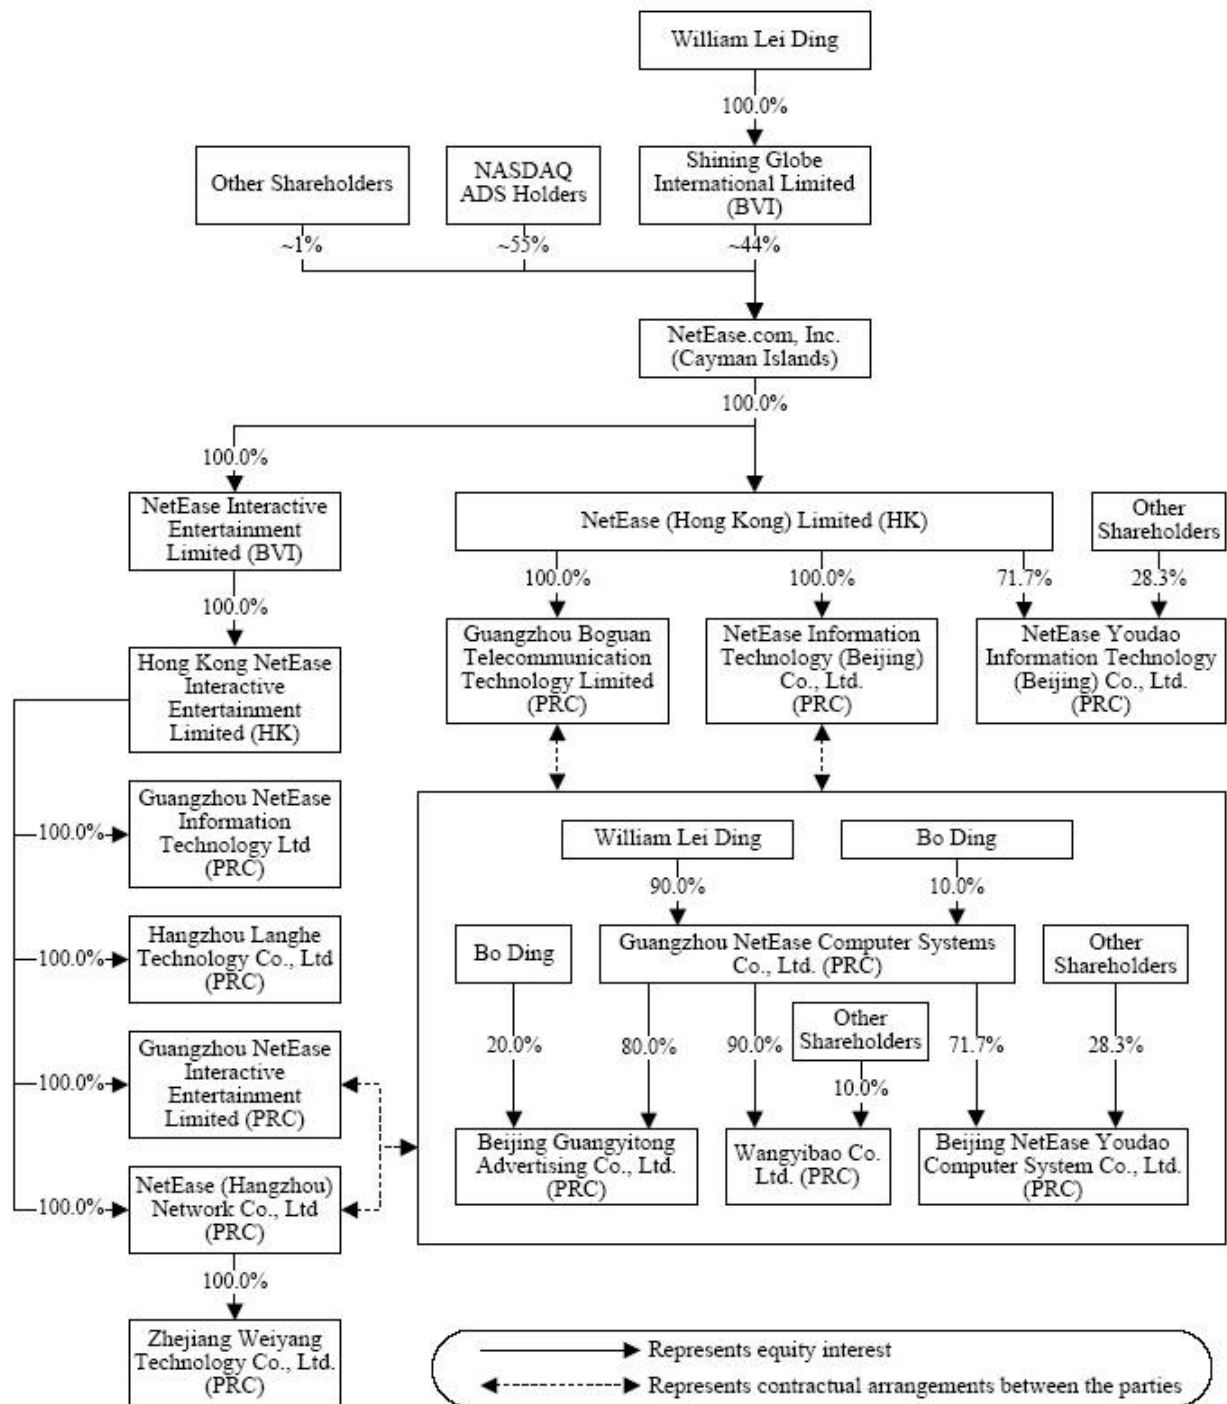 William Lei Ding
100.0%
Other Shareholders
NASDAQ
ADS Holders
Shining Globe
International Limited
(BVI)
~1%
~55%
~44%
NetEase.com, Inc.
(Cayman Islands)
100.0%
100.0%
NetEase Interactive
Entertainment
Limited (BVI)
NetEase (Hong Kong) Limited (HK)
Other
Shareholders
100.0%
100.0%
100.0%
71.7%
28.3%
Hong Kong NetEase
Interactive
Entertainment
Limited (HK)
Guangzhou Boguan
Telecommunication
Technology Limited
(PRC)
NetEase Information
Technology (Beijing)
Co., Ltd.
(PRC)
NetEase Youdao
Information Technology
(Beijing) Co., Ltd.
(PRC)
100.0%
Guangzhou NetEase
Information
Technology Ltd
(PRC)
100.0%
Hangzhou Langhe
Technology Co., Ltd
(PRC)
100.0%
Guangzhou NetEase
Interactive
Entertainment
Limited (PRC)
100.0%
NetEase (Hangzhou)
Network Co., Ltd
(PRC)
100.0%
Zhejiang Weiyang
Technology Co., Ltd.
(PRC)
William Lei Ding
Bo Ding
90.0%
10.0%
Bo Ding
Guangzhou NetEase Computer Systems
Co., Ltd. (PRC)
Other
Shareholders
20.0%
80.0%
90.0%
Other
Shareholders
71.7%
28.3%
10.0%
Beijing Guangyitong
Advertising Co., Ltd.
(PRC)
Wangyibao Co.
Ltd. (PRC)
Beijing NetEase Youdao
Computer System Co., Ltd.
(PRC)
Represents equity interest
Represents contractual arrangements between the parties